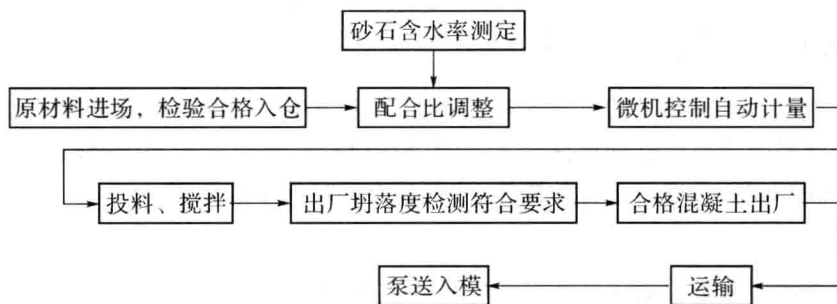 砂石含水率测定
原材料进场，检验合格入仓
配合比调整
微机控制自动计量
投料、搅拌
出厂坍落度检测符合要求
合格混凝土出厂
泵送入模
运输